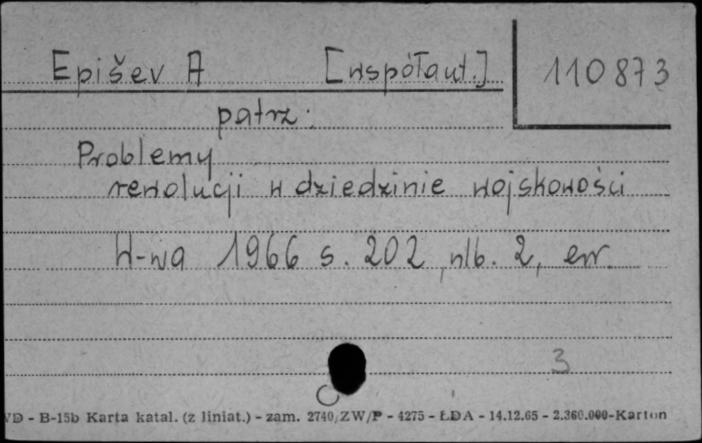 Epišev A [współaut.] 110873
patrz:
Problemy
rewolucji w dziedzinie wojskowości
W-wa 1966 s. 202, nlb. 2, err.
3
WD - B-15b Karta katal. (z liniat.) - zam. 2740/ZW/P - 4275 - ŁDA - 14.12.65 - 2.360.000-Karton